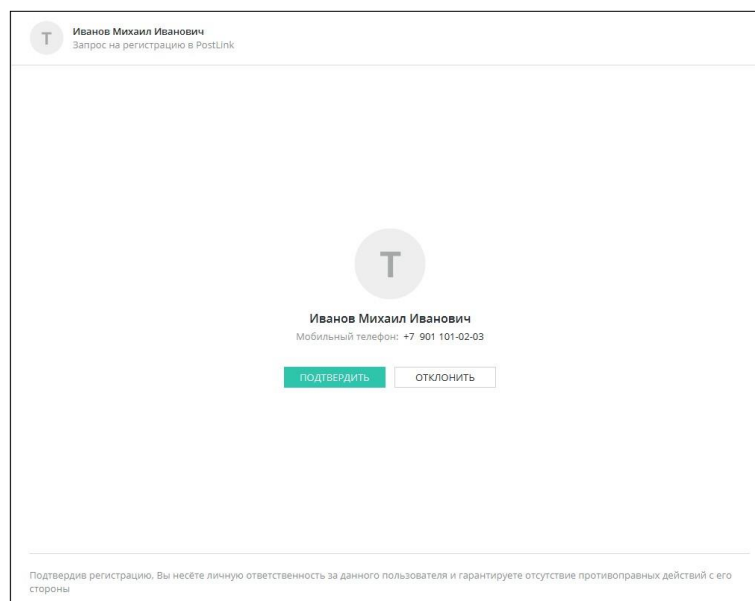 Т
Иванов Михаил Иванович
Запрос на регистрацию в PostLink
Т
Иванов Михаил Иванович
Мобильный телефон: +7 901 101-02-03
ПОДТВЕРДИТЬ ОТКЛОНИТЬ
Подтвердив регистрацию, Вы несёте личную ответственность за данного пользователя и гарантируете отсутствие противоправных действий с его
стороны